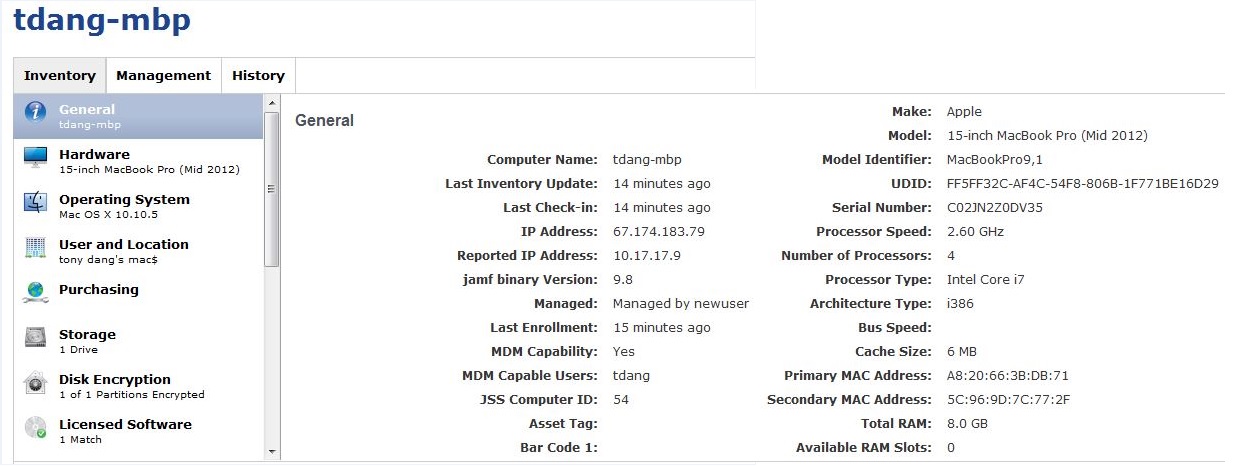 tdang-mbp
Inventory
Management
History
General
tdang-mbp
Hardware
15-inch MacBook Pro (Mid 2012)
Operating System
Mac OS X 10.10.5
User and Location
tony dang's mac$
Purchasing
Storage
1 Drive
Disk Encryption
1 of 1 Partitions Encrypted
Licensed Software
1 Match
General
Computer Name: tdang-mbp
Last Inventory Update: 14 minutes ago
Last Check-in: 14 minutes ago
IP Address: 67.174.183.79
Reported IP Address: 10.17.17.9
jamf binary Version: 9.8
Managed: Managed by newuser
Last Enrollment: 15 minutes ago
MDM Capability: Yes
MDM Capable Users: tdang
JSS Computer ID: 54
Asset Tag:
Bar Code 1:
Make: Apple
Model: 15-inch MacBook Pro (Mid 2012)
Model Identifier: MacBookPro9,1
UDID: FF5FF32C-AF4C-54F8-806B-1F771BE16D29
Serial Number: C02JN2Z0DV35
Processor Speed: 2.60 GHz
Number of Processors: 4
Processor Type: Intel Core i7
Architecture Type: i386
Bus Speed:
Cache Size: 6 MB
Primary MAC Address: A8:20:66:3B:DB:71
Secondary MAC Address: 5C:96:9D:7C:77:2F
Total RAM: 8.0 GB
Available RAM Slots: 0